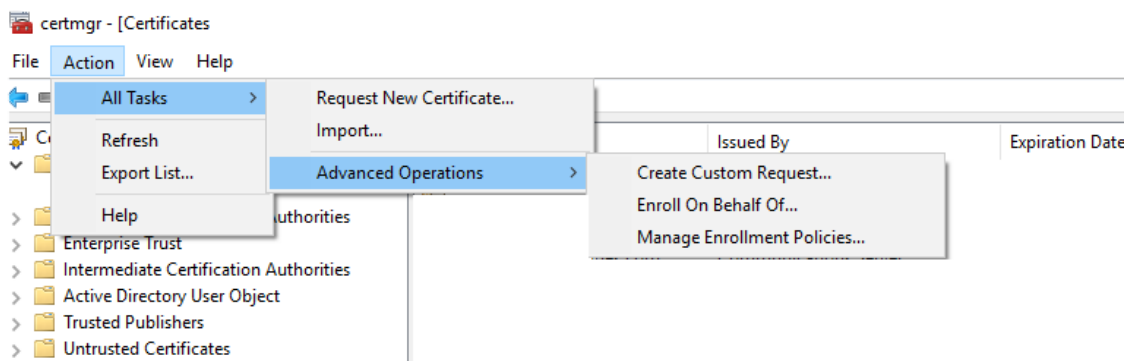 certmgr - [Certificates
File Action View Help
All Tasks
Request New Certificate...
Import...
Refresh
Issued By
Expiration Date
Export List...
Advanced Operations
Create Custom Request...
Enroll On Behalf Of...
Help
Manage Enrollment Policies...
Enterprise Trust
Intermediate Certification Authorities
Active Directory User Object
Trusted Publishers
Untrusted Certificates